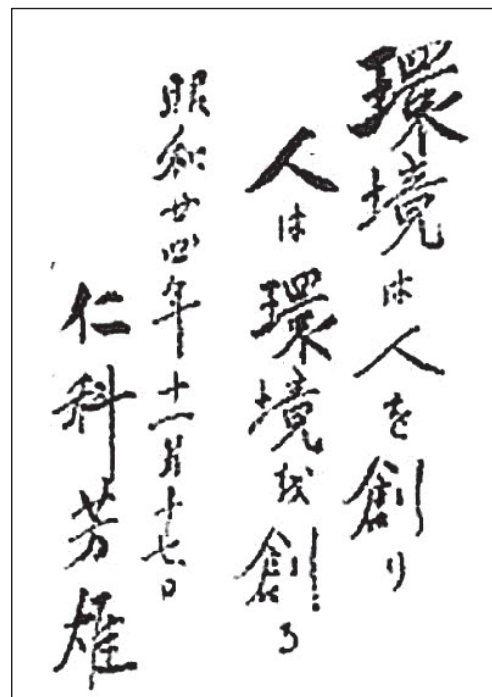 環境は人を創り
人は環境を創る
昭和廿四年十一月十七日
仁科芳雄